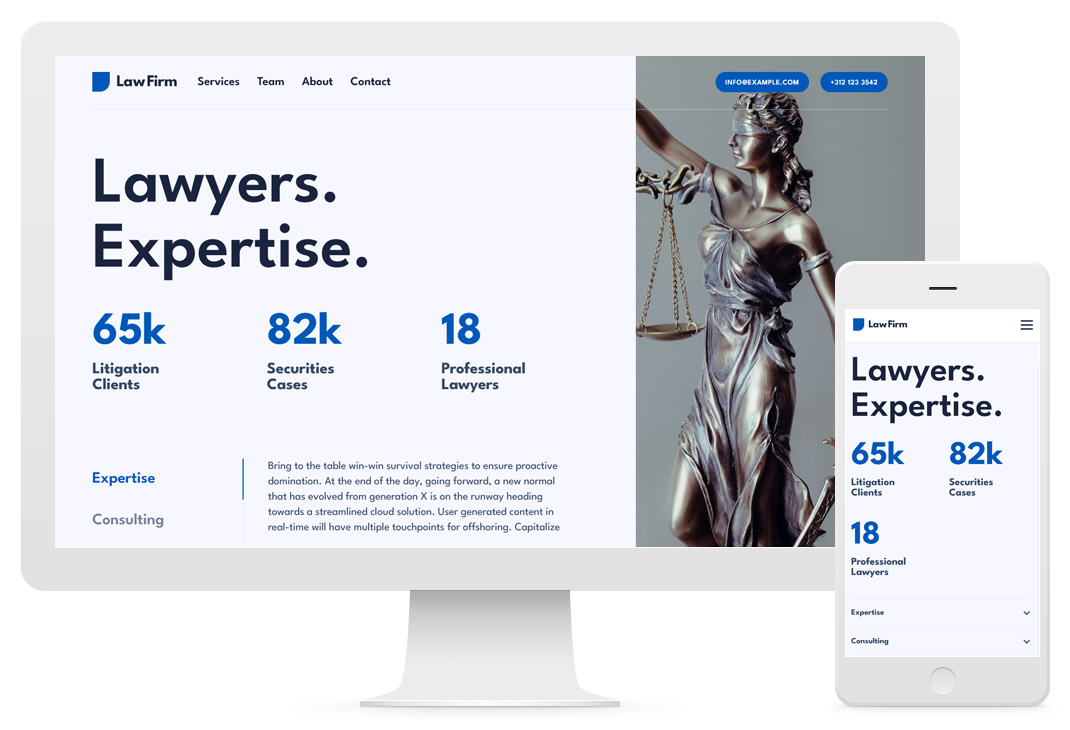 LawFirm Services Team About Contact INFO@EXAMPLE.COM +312 123 3542
Lawyers.
Expertise.
65k 82k 18
Litigation Securities Professional
Clients Cases Lawyers
Expertise
Consulting
Bring to the table win-win survival strategies to ensure proactive
domination. At the end of the day, going forward, a new normal
that has evolved from generation X is on the runway heading
towards a streamlined cloud solution. User generated content in
real-time will have multiple touchpoints for offshoring. Capitalize
LawFirm
Lawyers.
Expertise.
65k 82k
Litigation Securities
Clients Cases
18
Professional
Lawyers
Expertise
Consulting